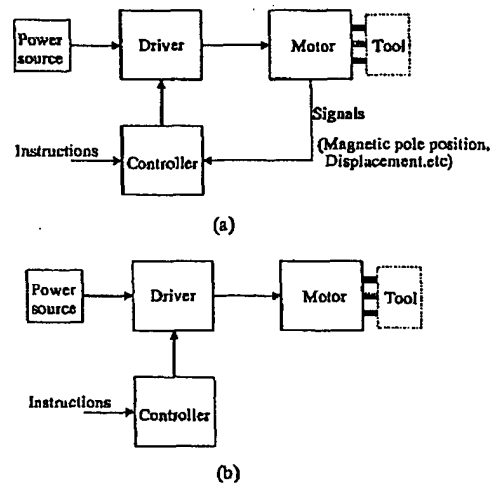 Power
source
Driver
Motor
Tool
Signals
(Magnetic pole position,
Displacement.etc)
Instructions
Controller
(a)
Power
source
Driver
Motor
Tool
Instructions
Controller
(b)